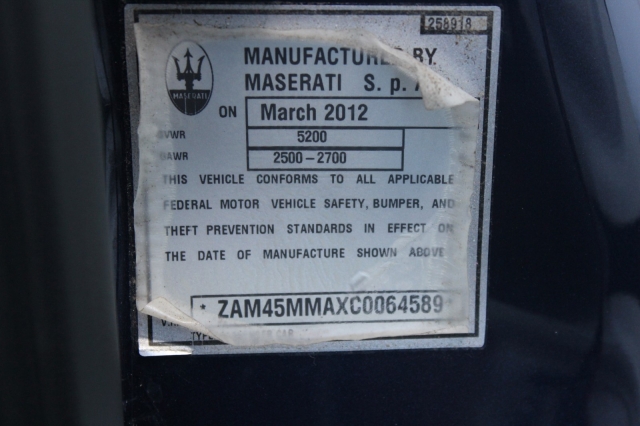 258918
MANUFACTURED BY
MASERATI S. p. A
MASERATI
ON March 2012
GVWR 5200
GAWR 2500-2700
THIS VEHICLE CONFORMS TO ALL APPLICABLE
FEDERAL MOTOR VEHICLE SAFETY, BUMPER, AND
THEFT PREVENTION STANDARDS IN EFFECT ON
THE DATE OF MANUFACTURE SHOWN ABOVE
* ZAM45MMAXC0064589*
TYPE